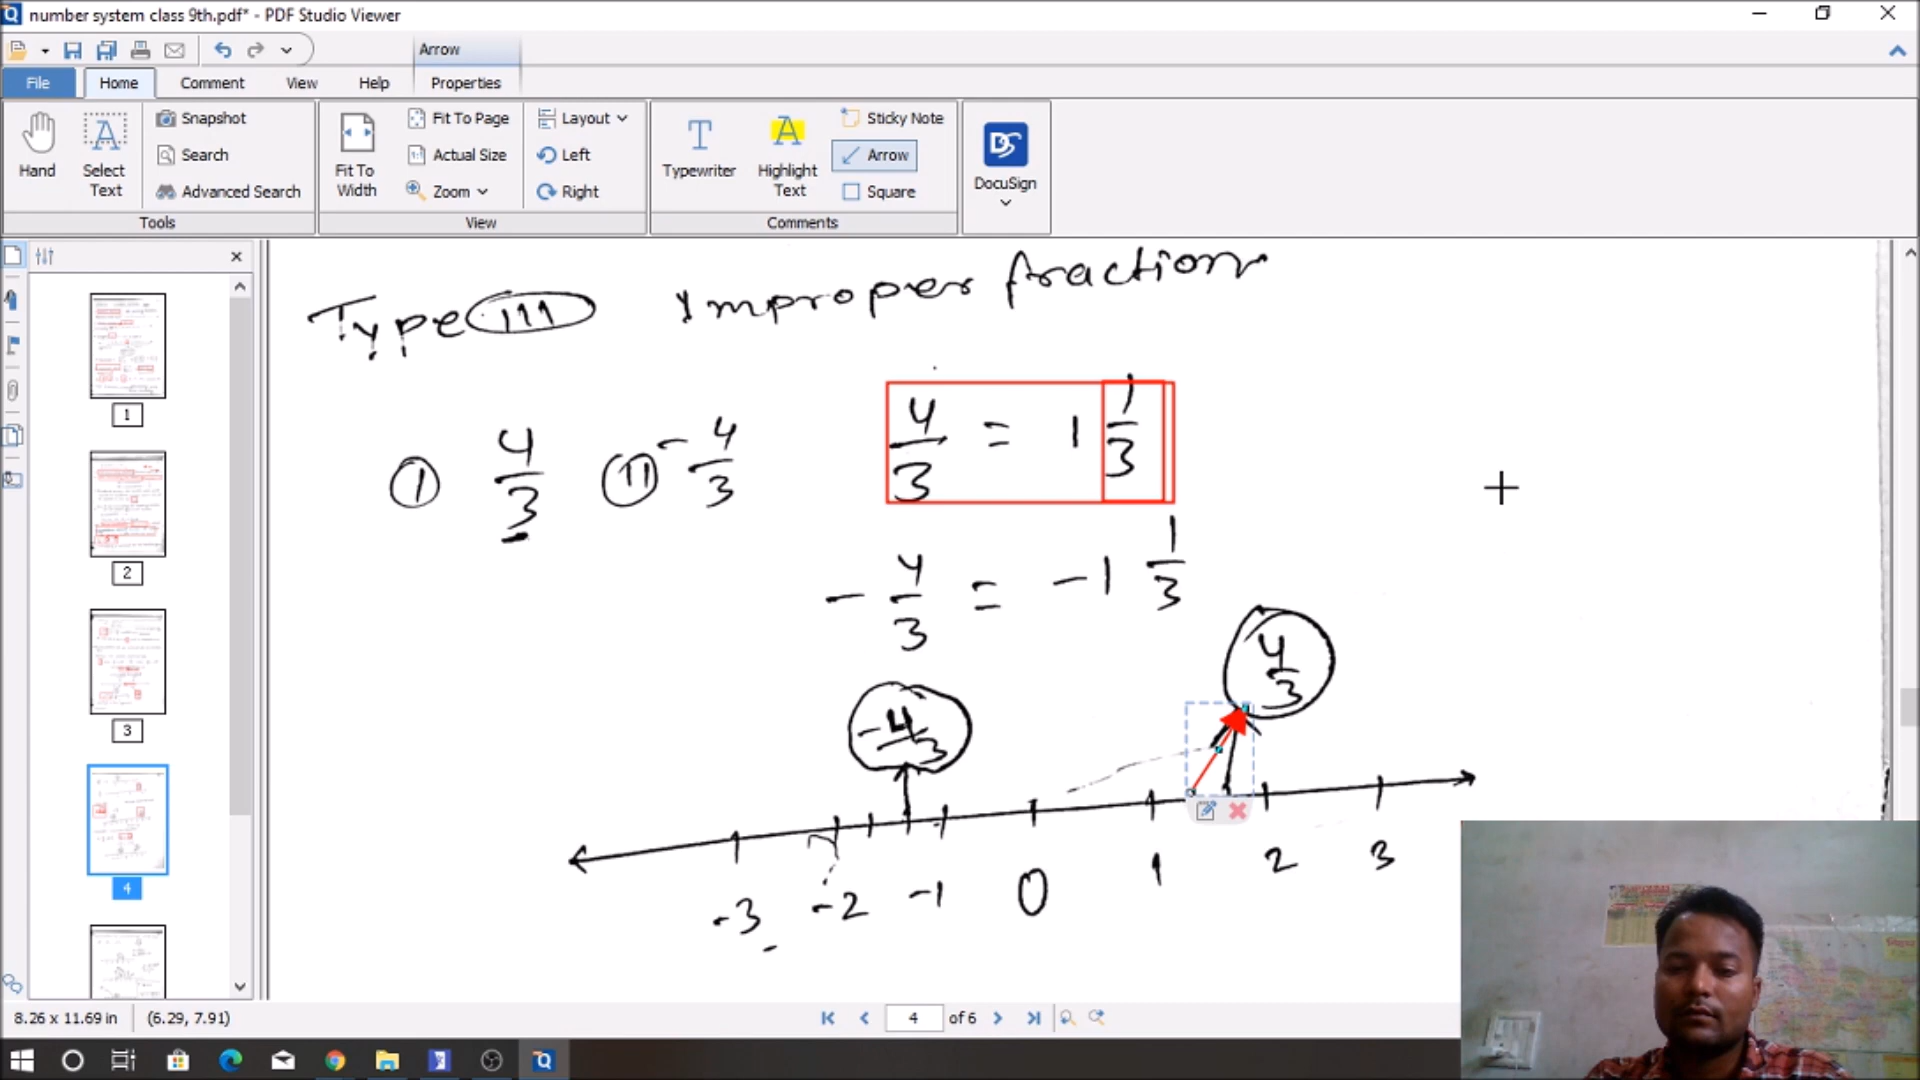 number system class 9th.pdf* - PDF Studio Viewer
Arrow
File Home Comment View Help Properties
Hand
Select Text
Snapshot
Search
Advanced Search
Tools
Fit To Width
Fit To Page
Actual Size
Zoom
Layout
Left
Right
View
Typewriter
Highlight Text
Sticky Note
Arrow
Square
Comments
DocuSign
1
2
3
4
Type (III) Improper fraction
(I) 4/3 (II) -4/3 4/3 = 1 1/3
- 4/3 = -1 1/3
4/3
-4/3
-3 -2 -1 0 1 2 3
8.26 x 11.69 in (6.29, 7.91) 4 of 6